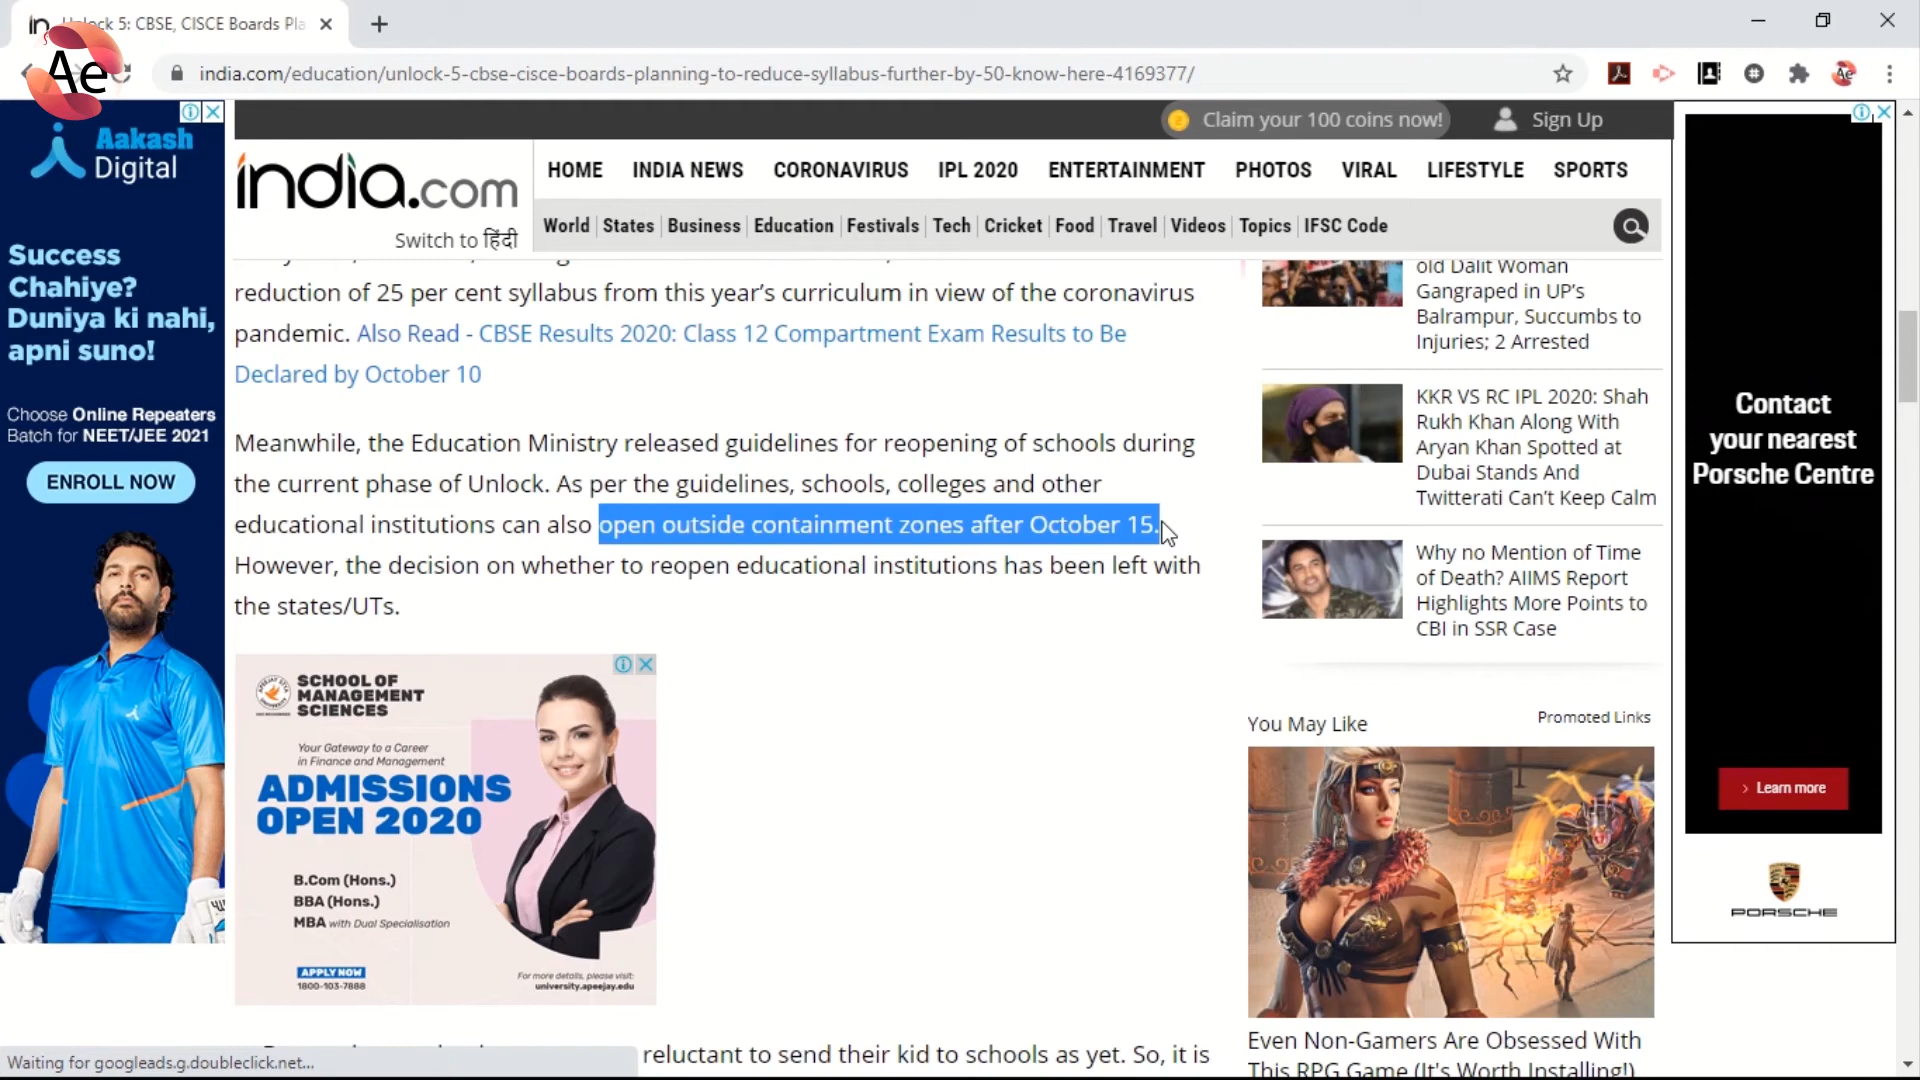 Unlock 5: CBSE, CISCE Boards Pla
Ae
india.com/education/unlock-5-cbse-cisce-boards-planning-to-reduce-syllabus-further-by-50-know-here-4169377/
Claim your 100 coins now!
Sign Up
india.com
Switch to हिंदी
HOME INDIA NEWS CORONAVIRUS IPL 2020 ENTERTAINMENT PHOTOS VIRAL LIFESTYLE SPORTS
World States Business Education Festivals Tech Cricket Food Travel Videos Topics IFSC Code
Aakash
Digital
Success
Chahiye?
Duniya ki nahi,
apni suno!
Choose Online Repeaters
Batch for NEET/JEE 2021
ENROLL NOW
reduction of 25 per cent syllabus from this year’s curriculum in view of the coronavirus
pandemic. Also Read - CBSE Results 2020: Class 12 Compartment Exam Results to Be
Declared by October 10
Meanwhile, the Education Ministry released guidelines for reopening of schools during
the current phase of Unlock. As per the guidelines, schools, colleges and other
educational institutions can also open outside containment zones after October 15.
However, the decision on whether to reopen educational institutions has been left with
the states/UTs.
SCHOOL OF
MANAGEMENT
SCIENCES
Your Gateway to a Career
in Finance and Management
ADMISSIONS
OPEN 2020
B.Com (Hons.)
BBA (Hons.)
MBA with Dual Specialisation
APPLY NOW
1800-103-7888
For more details, please visit:
university.apeejay.edu
reluctant to send their kid to schools as yet. So, it is
old Dalit Woman
Gangraped in UP’s
Balrampur, Succumbs to
Injuries; 2 Arrested
KKR VS RC IPL 2020: Shah
Rukh Khan Along With
Aryan Khan Spotted at
Dubai Stands And
Twitterati Can’t Keep Calm
Why no Mention of Time
of Death? AIIMS Report
Highlights More Points to
CBI in SSR Case
You May Like
Promoted Links
Even Non-Gamers Are Obsessed With
This RPG Game (It's Worth Installing!)
Contact
your nearest
Porsche Centre
Learn more
PORSCHE
Waiting for googleads.g.doubleclick.net...